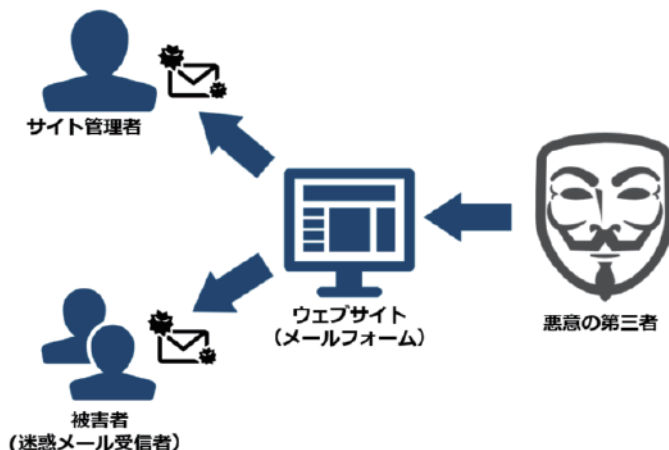 サイト管理者
ウェブサイト
(メールフォーム)
悪意の第三者
被害者
(迷惑メール受信者)